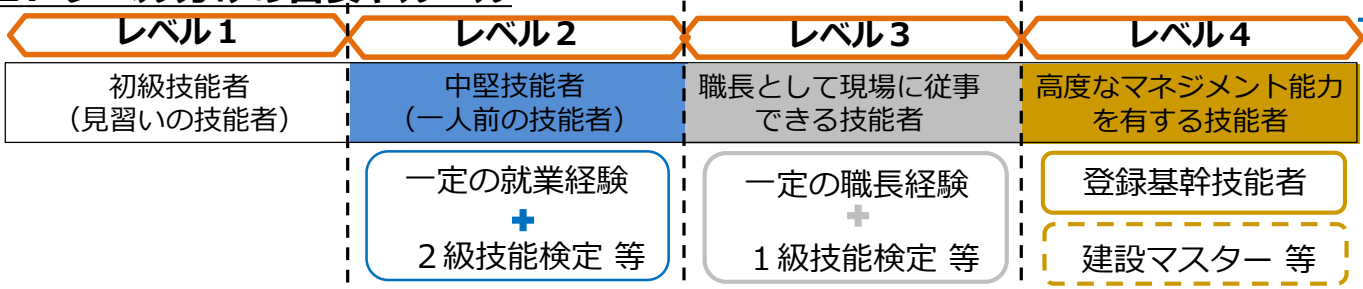 レベル1
レベル2
レベル3
レベル4
初級技能者
（見習いの技能者）
中堅技能者
（一人前の技能者）
職長として現場に従事
できる技能者
高度なマネジメント能力
を有する技能者
一定の就業経験
＋
２級技能検定 等
一定の職長経験
＋
１級技能検定 等
登録基幹技能者
建設マスター 等